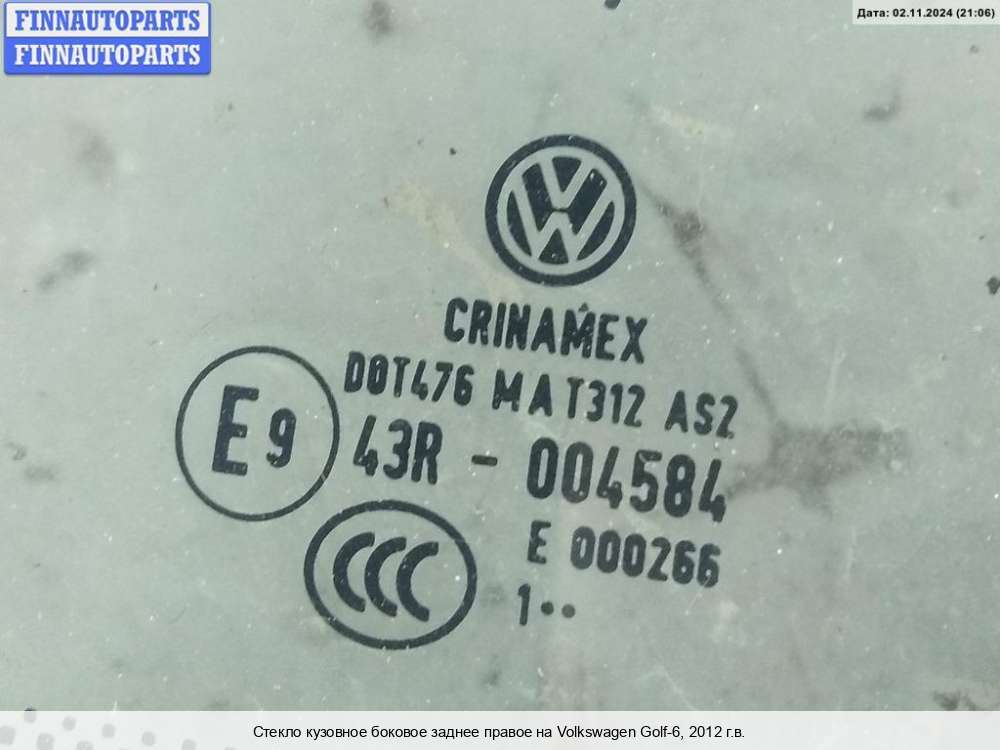 FINNAUTOPARTS
FINNAUTOPARTS
Дата: 02.11.2024 (21:06)
CRINAMEX
DOT476 MAT312 AS2
E9
43R - 004584
E 000266
CCC
1••
Стекло кузовное боковое заднее правое на Volkswagen Golf-6, 2012 г.в.